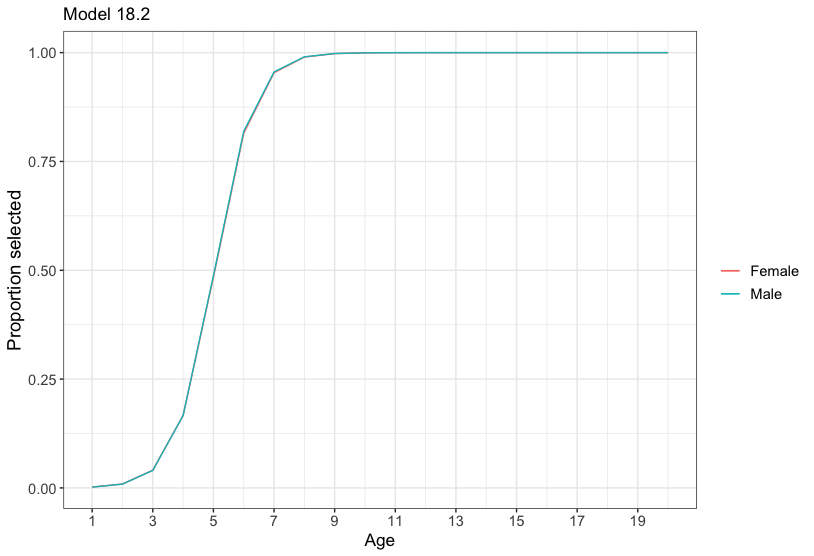 Model 18.2
Proportion selected
1.00
0.75
0.50
0.25
0.00
1 3 5 7 9 11 13 15 17 19
Age
Female
Male